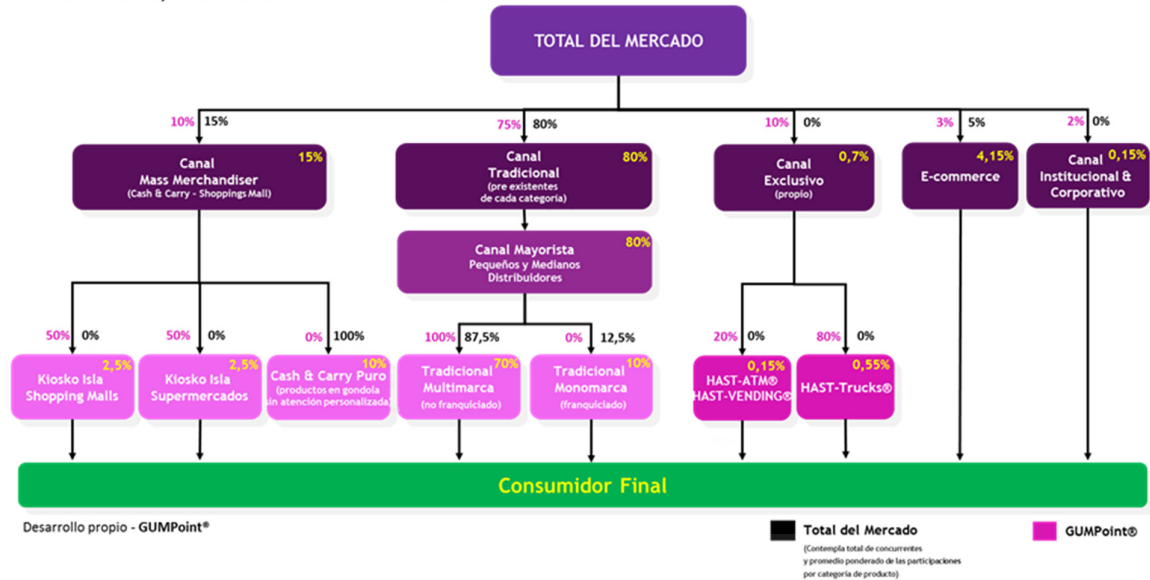 TOTAL DEL MERCADO
10% 15%
75% 80%
10% 0%
3% 5%
2% 0%
15%
Canal
Mass Merchandiser
(Cash & Carry - Shoppings Mall)
80%
Canal
Tradicional
(pre existentes
de cada categoría)
0,7%
Canal
Exclusivo
(propio)
4,15%
E-commerce
0,15%
Canal
Institucional &
Corporativo
80%
Canal Mayorista
Pequeños y Medianos
Distribuidores
50% 0%
50% 0%
0% 100%
100% 87,5%
0% 12,5%
20% 0%
80% 0%
2,5%
Kiosko Isla
Shopping Malls
2,5%
Kiosko Isla
Supermercados
10%
Cash & Carry Puro
(productos en gondola
sin atención personalizada)
70%
Tradicional
Multimarca
(no franquiciado)
10%
Tradicional
Monomarca
(franquiciado)
0,15%
HAST-ATM®
HAST-VENDING®
0,55%
HAST-Trucks®
Consumidor Final
Desarrollo propio - GUMPoint®
Total del Mercado
(Contempla total de concurrentes
y promedio ponderado de las participaciones
por categoría de producto)
GUMPoint®